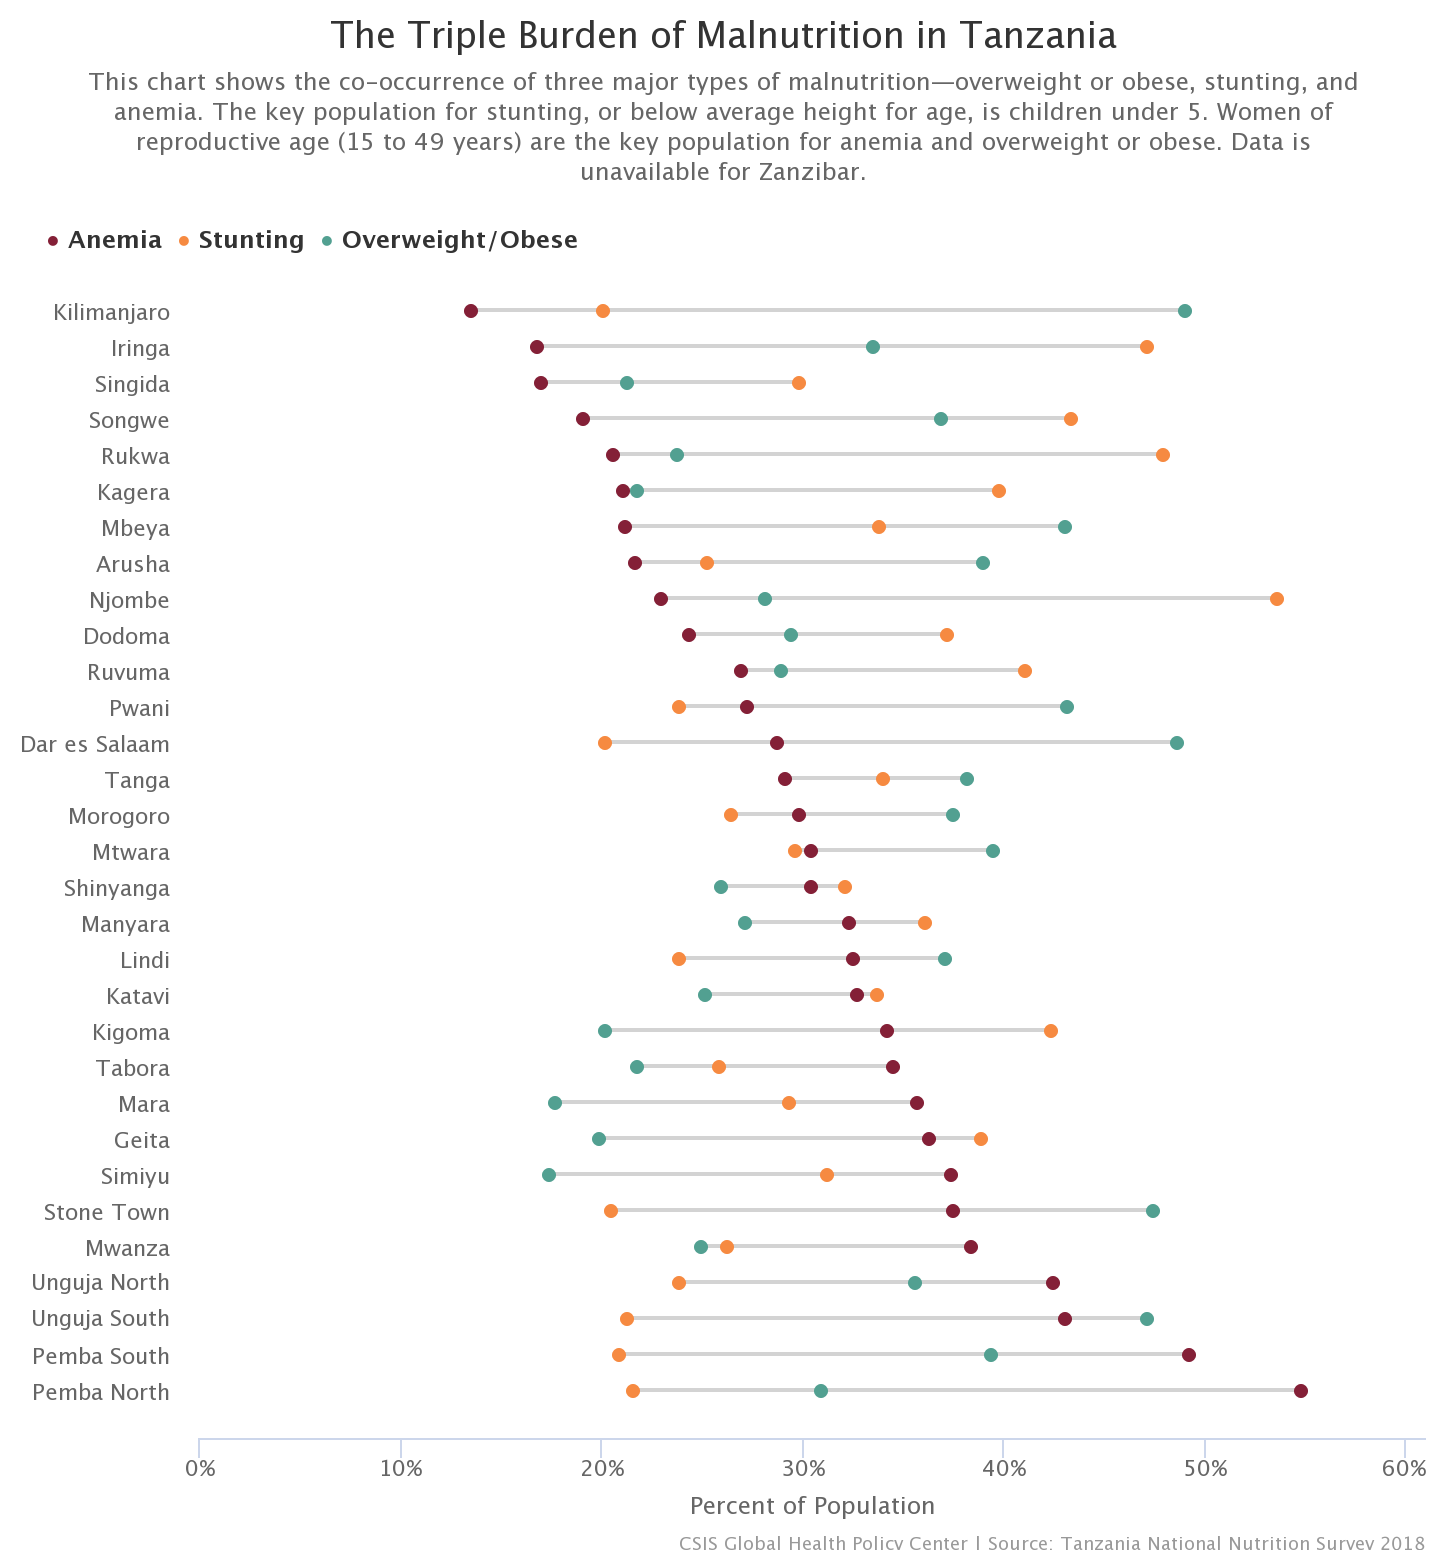 The Triple Burden of Malnutrition in Tanzania
This chart shows the co-occurrence of three major types of malnutrition—overweight or obese, stunting, and
anemia. The key population for stunting, or below average height for age, is children under 5. Women of
reproductive age (15 to 49 years) are the key population for anemia and overweight or obese. Data is
unavailable for Zanzibar.
Anemia Stunting Overweight/Obese
Kilimanjaro
Iringa
Singida
Songwe
Rukwa
Kagera
Mbeya
Arusha
Njombe
Dodoma
Ruvuma
Pwani
Dar es Salaam
Tanga
Morogoro
Mtwara
Shinyanga
Manyara
Lindi
Katavi
Kigoma
Tabora
Mara
Geita
Simiyu
Stone Town
Mwanza
Unguja North
Unguja South
Pemba South
Pemba North
0% 10% 20% 30% 40% 50% 60%
Percent of Population
CSIS Global Health Policy Center | Source: Tanzania National Nutrition Survey 2018